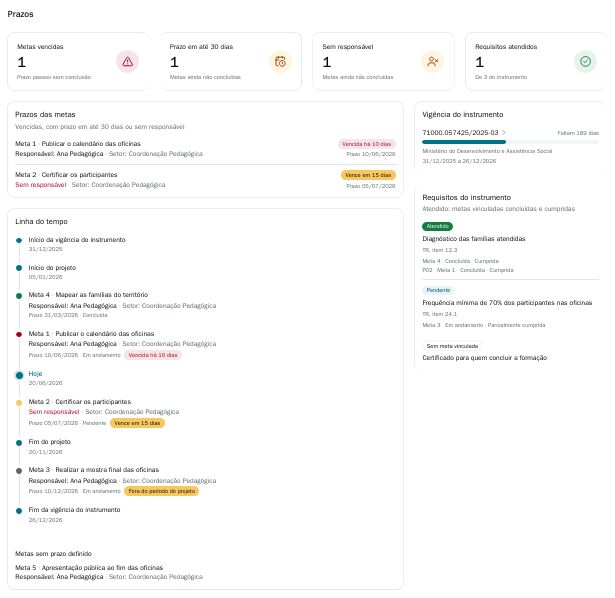 Prazos
Metas vencidas
1
Prazo passou sem conclusão
Prazo em até 30 dias
1
Metas ainda não concluídas
Sem responsável
1
Metas ainda não concluídas
Requisitos atendidos
1
De 3 do instrumento
Prazos das metas
Vencidas, com prazo em até 30 dias ou sem responsável
Meta 1 · Publicar o calendário das oficinas
Vencida há 10 dias
Responsável: Ana Pedagógica · Setor: Coordenação Pedagógica
Prazo 10/06/2026
Meta 2 · Certificar os participantes
Vence em 15 dias
Sem responsável · Setor: Coordenação Pedagógica
Prazo 05/07/2026
Linha do tempo
Início da vigência do instrumento
31/12/2025
Início do projeto
05/01/2026
Meta 4 · Mapear as famílias do território
Responsável: Ana Pedagógica · Setor: Coordenação Pedagógica
Prazo 31/03/2026 · Concluída
Meta 1 · Publicar o calendário das oficinas
Responsável: Ana Pedagógica · Setor: Coordenação Pedagógica
Prazo 10/06/2026 · Em andamento Vencida há 10 dias
Hoje
20/06/2026
Meta 2 · Certificar os participantes
Sem responsável · Setor: Coordenação Pedagógica
Prazo 05/07/2026 · Pendente Vence em 15 dias
Fim do projeto
20/11/2026
Meta 3 · Realizar a mostra final das oficinas
Responsável: Ana Pedagógica · Setor: Coordenação Pedagógica
Prazo 10/12/2026 · Em andamento Fora do período do projeto
Fim da vigência do instrumento
26/12/2026
Metas sem prazo definido
Meta 5 · Apresentação pública ao fim das oficinas
Responsável: Ana Pedagógica · Setor: Coordenação Pedagógica
Vigência do instrumento
71000.057425/2025-03
Faltam 189 dias
Ministério do Desenvolvimento e Assistência Social
31/12/2025 a 26/12/2026
Requisitos do instrumento
Atendido: metas vinculadas concluídas e cumpridas
Atendido
Diagnóstico das famílias atendidas
TR, item 12.3
Meta 4 · Concluída · Cumprida
P02 · Meta 1 · Concluída · Cumprida
Pendente
Frequência mínima de 70% dos participantes nas oficinas
TR, item 24.1
Meta 3 · Em andamento · Parcialmente cumprida
Sem meta vinculada
Certificado para quem concluir a formação